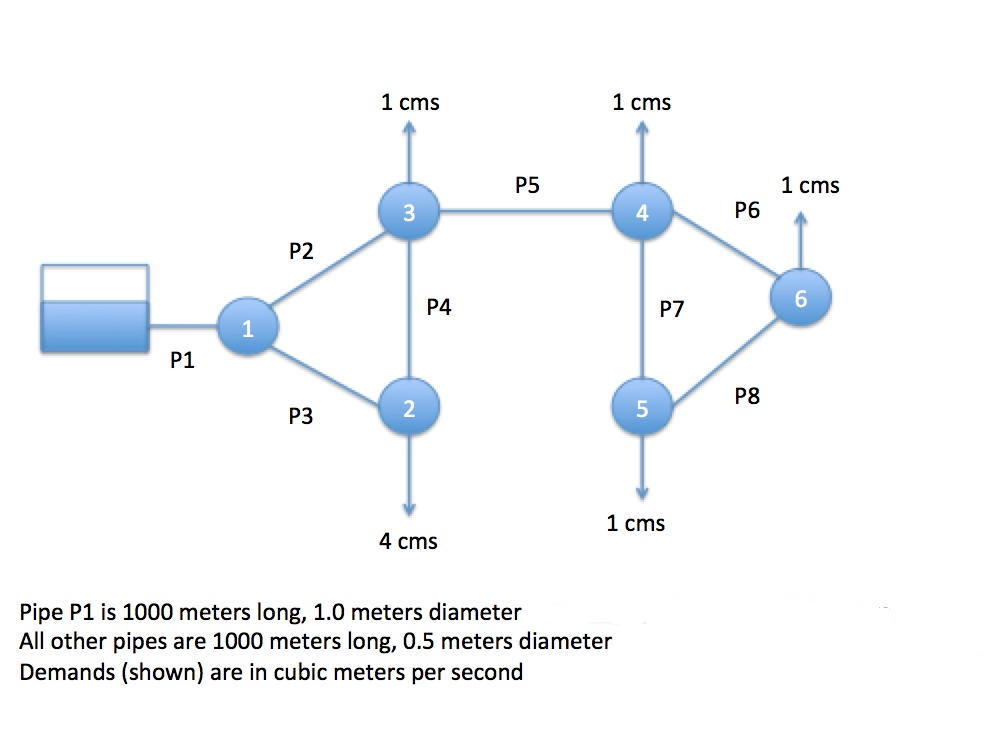 1 cms
1 cms
1 cms
P5
P6
3
4
P2
6
P4
P7
1
P1
P8
P3
2
5
1 cms
4 cms
Pipe P1 is 1000 meters long, 1.0 meters diameter
All other pipes are 1000 meters long, 0.5 meters diameter
Demands (shown) are in cubic meters per second